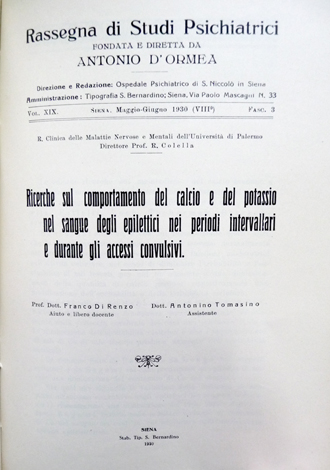 Rassegna di Studi Psichiatrici
FONDATA E DIRETTA DA
ANTONIO D'ORMEA
Direzione e Redazione: Ospedale Psichiatrico di S. Niccolò in Siena
Amministrazione: Tipografia S. Bernardino; Siena, Via Paolo Mascagni N. 33
VOL. XIX. SIENA, Maggio-Giugno 1930 (VIIIº) FASC. 3
R. Clinica delle Malattie Nervose e Mentali dell'Università di Palermo
Direttore Prof. R. Colella
Ricerche sul comportamento del calcio e del potassio
nel sangue degli epilettici nei periodi intervallari
e durante gli accessi convulsivi.
Prof. Dott. Franco Di Renzo Dott. Antonino Tomasino
Aiuto e libero docente Assistente
SIENA
Stab. Tip. S. Bernardino
1930